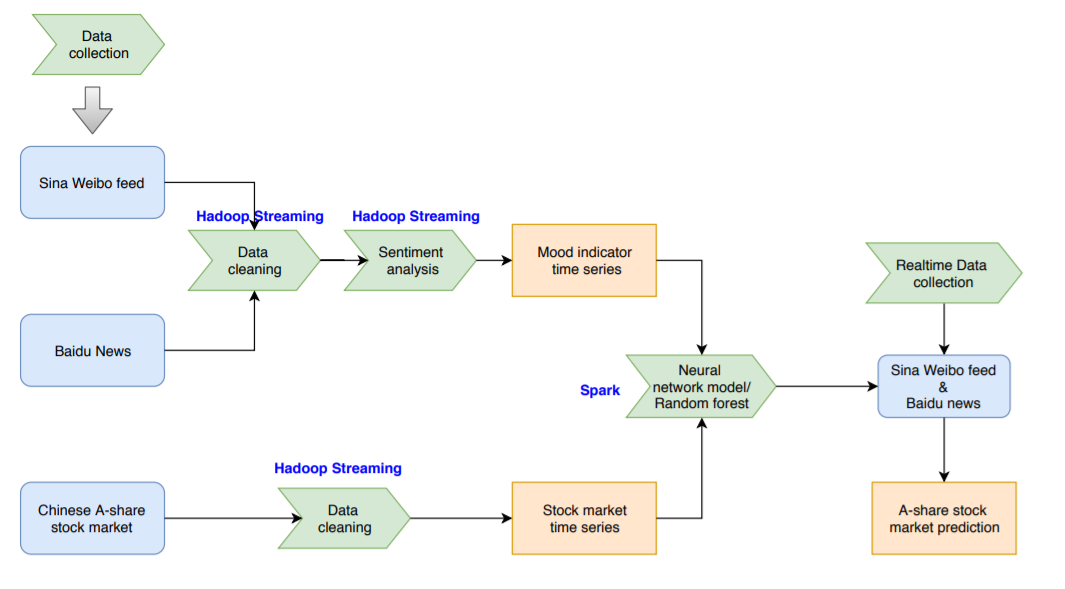 Data
collection
Sina Weibo feed
Hadoop Streaming
Hadoop Streaming
Data
cleaning
Sentiment
analysis
Mood indicator
time series
Baidu News
Realtime Data
collection
Spark
Neural
network model/
Random forest
Sina Weibo feed
&
Baidu news
Hadoop Streaming
Chinese A-share
stock market
Data
cleaning
Stock market
time series
A-share stock
market prediction